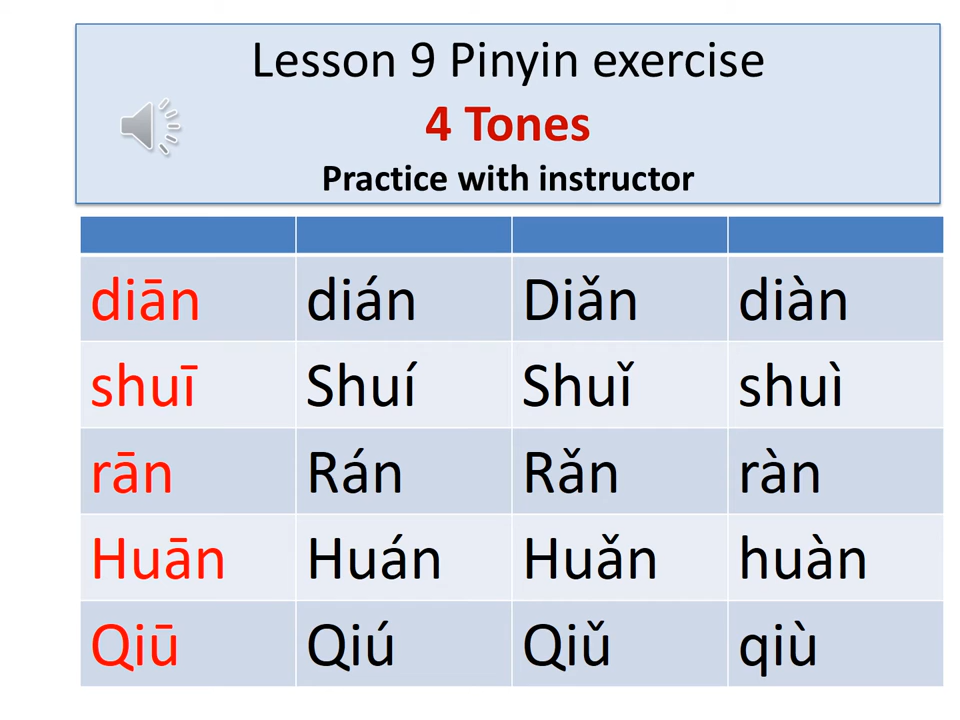 Lesson 9 Pinyin exercise
4 Tones
Practice with instructor
diān dián Diǎn diàn
shuī Shuí Shuǐ shuì
rān Rán Rǎn ràn
Huān Huán Huǎn huàn
Qiū Qiú Qiǔ qiù